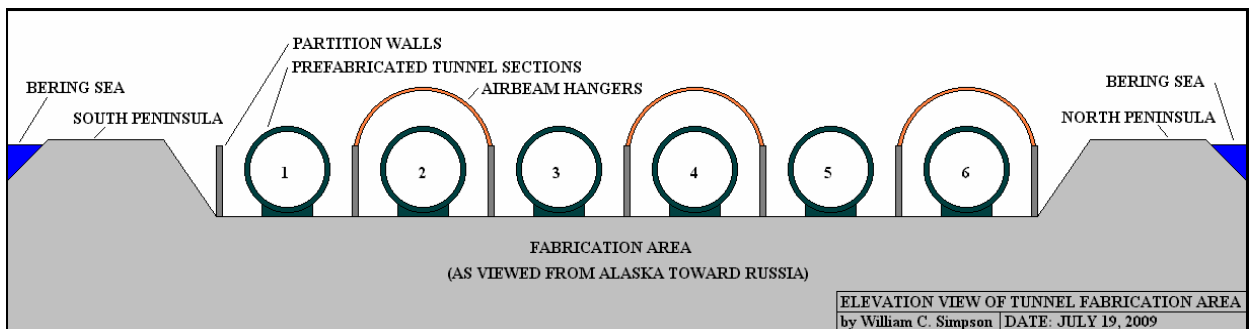 PARTITION WALLS
PREFABRICATED TUNNEL SECTIONS
BERING SEA
AIRBEAM HANGERS
BERING SEA
SOUTH PENINSULA
NORTH PENINSULA
1
2
3
4
5
6
FABRICATION AREA
(AS VIEWED FROM ALASKA TOWARD RUSSIA)
ELEVATION VIEW OF TUNNEL FABRICATION AREA
by William C. Simpson DATE: JULY 19, 2009